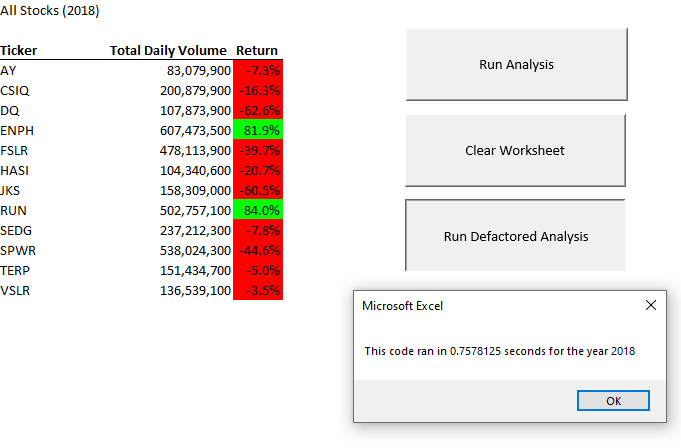 All Stocks (2018)
Ticker Total Daily Volume Return
AY 83,079,900 -7.3%
CSIQ 200,879,900 -16.3%
DQ 107,873,900 -62.6%
ENPH 607,473,500 81.9%
FSLR 478,113,900 -39.7%
HASI 104,340,600 -20.7%
JKS 158,309,000 -60.5%
RUN 502,757,100 84.0%
SEDG 237,212,300 -7.8%
SPWR 538,024,300 -44.6%
TERP 151,434,700 -5.0%
VSLR 136,539,100 -3.5%
Run Analysis
Clear Worksheet
Run Defactored Analysis
Microsoft Excel
This code ran in 0.7578125 seconds for the year 2018
OK